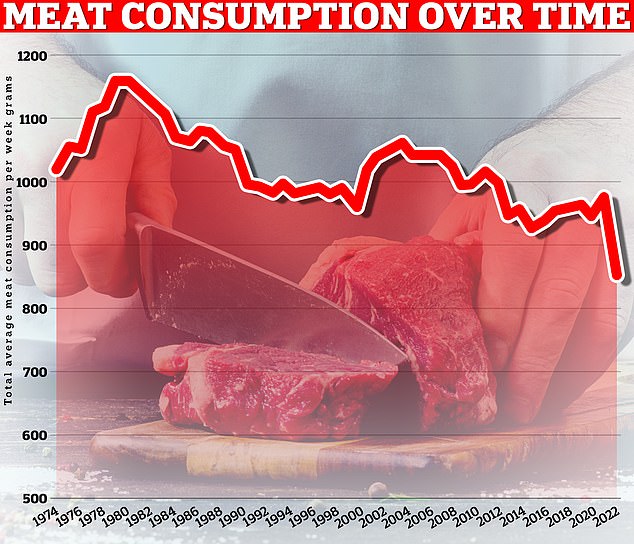 MEAT CONSUMPTION OVER TIME
Total average meat consumption per week grams
1200
1100
1000
900
800
700
600
500
1974 1976 1978 1980 1982 1984 1986 1988 1990 1992 1994 1996 1998 2000 2002 2004 2006 2008 2010 2012 2014 2016 2018 2020 2022